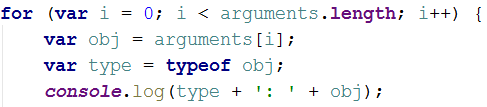 for (var i = 0; i < arguments.length; i++) {
    var obj = arguments[i];
    var type = typeof obj;
    console.log(type + ': ' + obj);